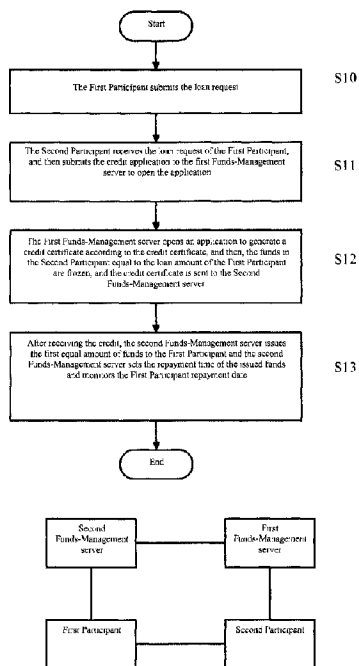 Start
The First Participant submits the loan request
S10
The Second Participant receives the loan request of the First Participant,
and then submits the credit application to the first Funds-Management
server to open the application
S11
The First Funds-Management server opens an application to generate a
credit certificate according to the credit certificate, and then, the funds in
the Second Participant equal to the loan amount of the First Participant
are frozen, and the credit certificate is sent to the Second
Funds-Management server
S12
After receiving the credit, the second Funds-Management server issues
the first equal amount of funds to the First Participant and the second
Funds-Management server sets the repayment time of the issued funds
and monitors the First Participant repayment date
S13
End
Second
Funds-Management
server
First
Funds-Management
server
First Participant
Second Participant